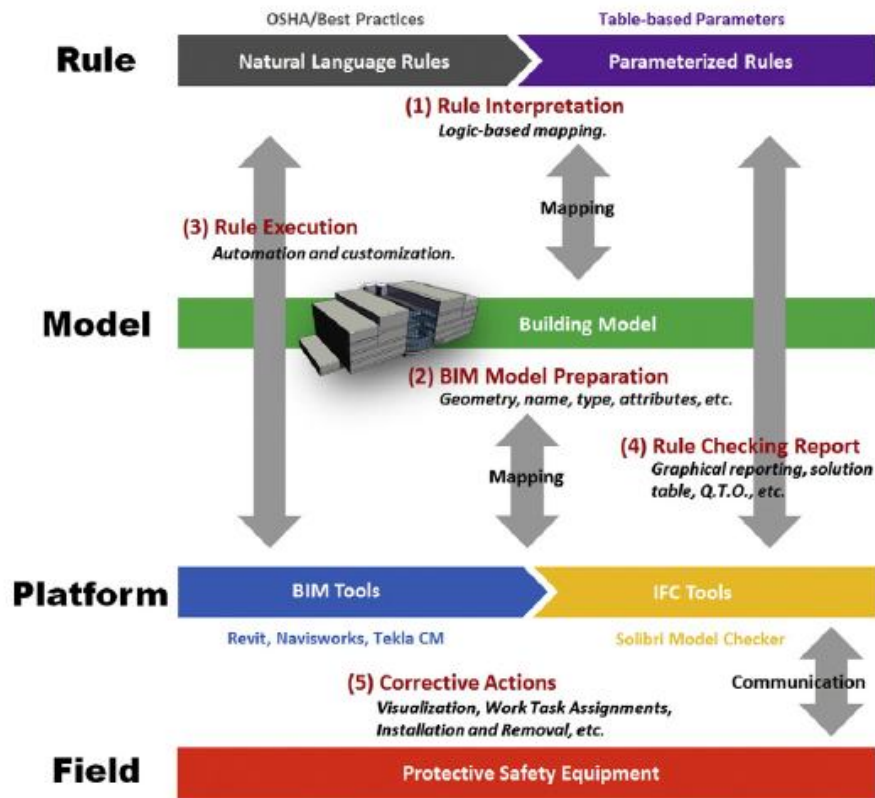 OSHA/Best Practices
Table-based Parameters
Rule
Natural Language Rules
Parameterized Rules
(1) Rule Interpretation
Logic-based mapping.
Mapping
(3) Rule Execution
Automation and customization.
Model
Building Model
(2) BIM Model Preparation
Geometry, name, type, attributes, etc.
Mapping
(4) Rule Checking Report
Graphical reporting, solution
table, Q.T.O., etc.
Platform
BIM Tools
IFC Tools
Revit, Navisworks, Tekla CM
Solibri Model Checker
(5) Corrective Actions
Visualization, Work Task Assignments,
Installation and Removal, etc.
Communication
Field
Protective Safety Equipment